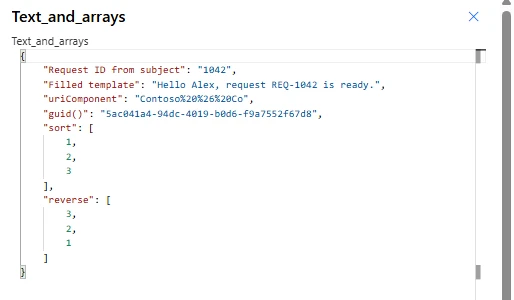 Text_and_arrays
Text_and_arrays
{
"Request ID from subject": "1042",
"Filled template": "Hello Alex, request REQ-1042 is ready.",
"uriComponent": "Contoso%20%26%20Co",
"guid()": "5ac041a4-94dc-4019-b0d6-f9a7552f67d8",
"sort": [
1,
2,
3
],
"reverse": [
3,
2,
1
]
}